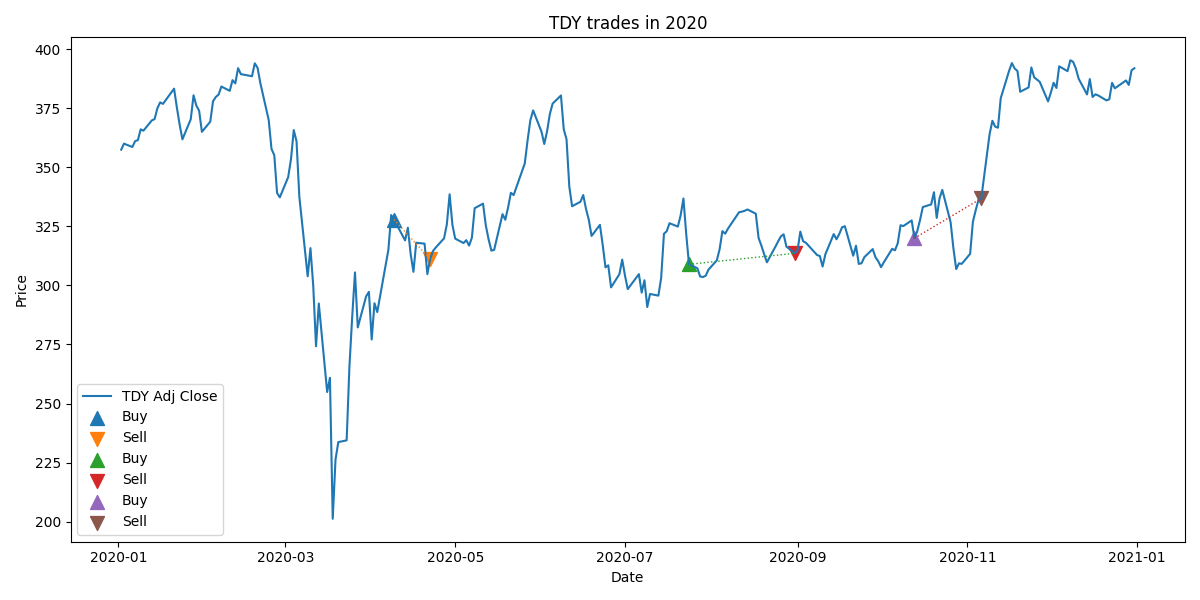 TDY trades in 2020
Price
400
375
350
325
300
275
250
225
200
TDY Adj Close
Buy
Sell
Buy
Sell
Buy
Sell
2020-01 2020-03 2020-05 2020-07 2020-09 2020-11 2021-01
Date